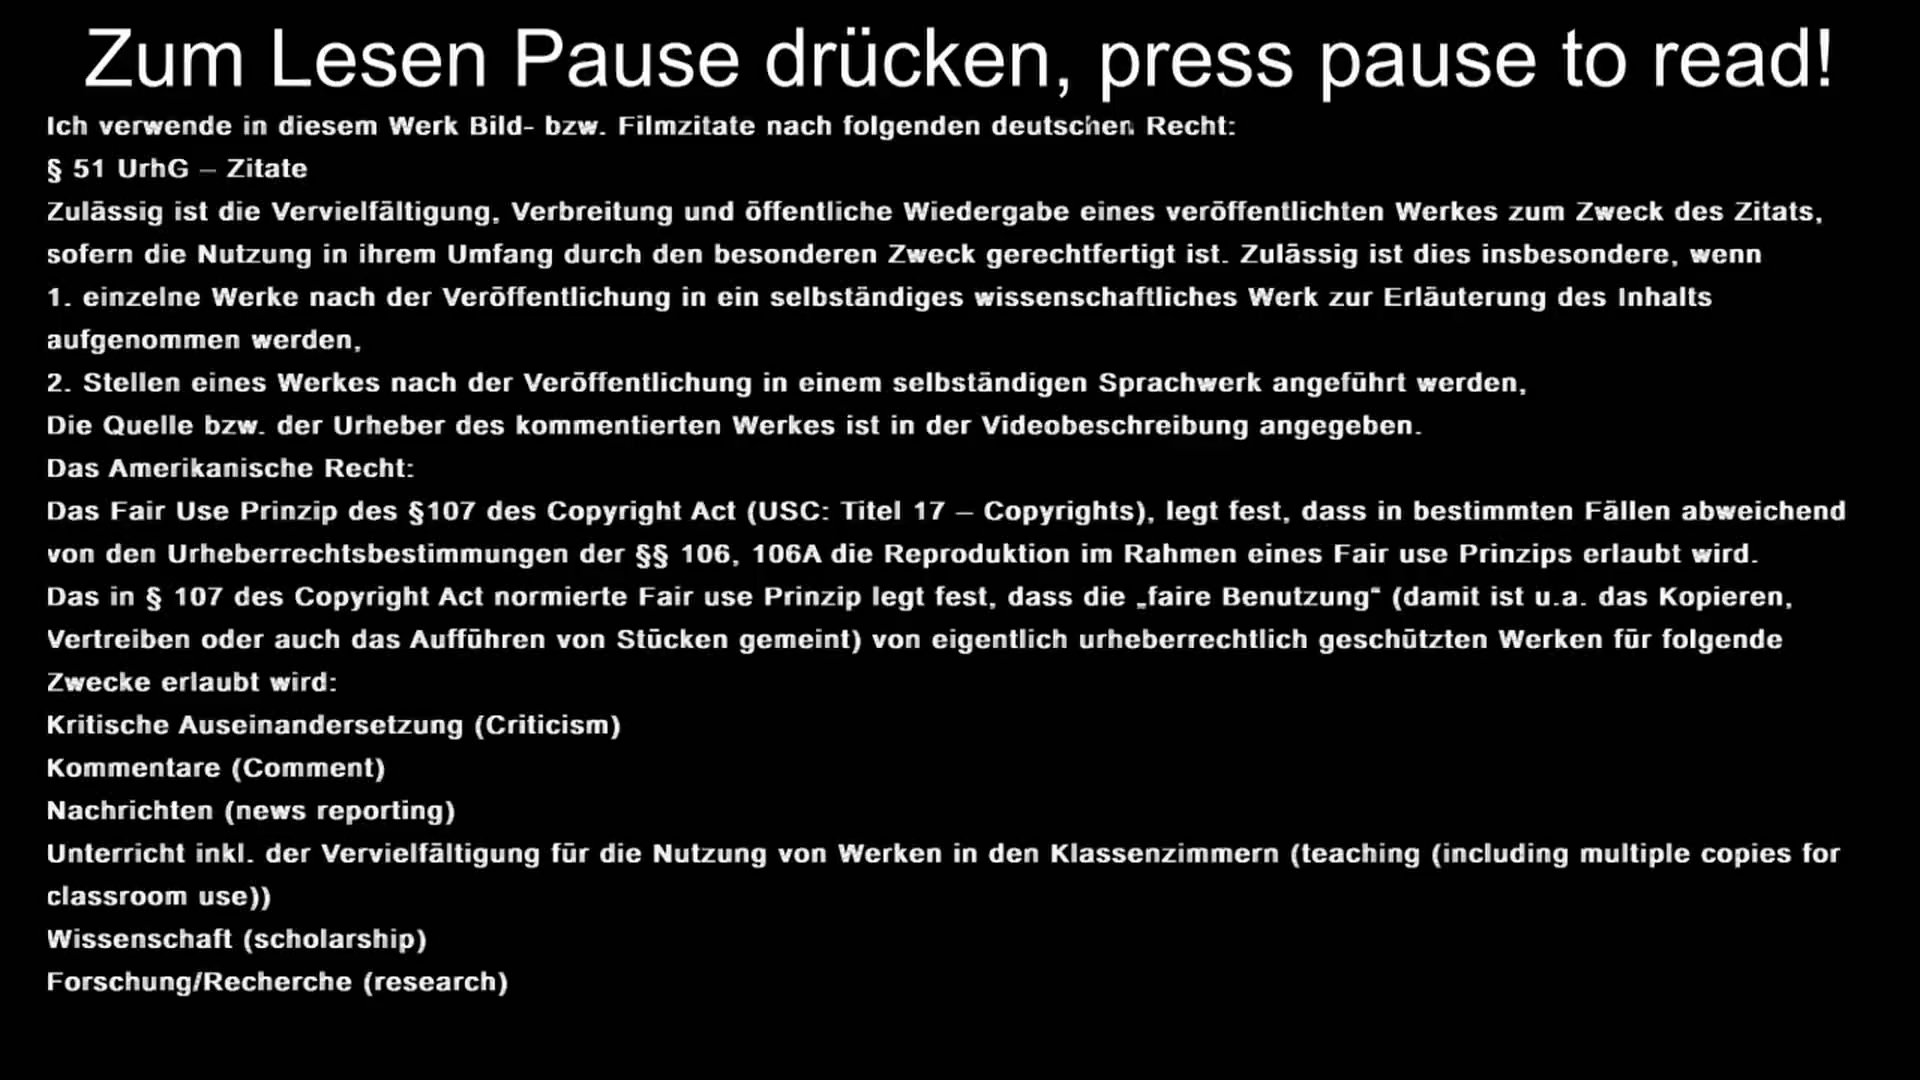 Zum Lesen Pause drücken, press pause to read!
Ich verwende in diesem Werk Bild- bzw. Filmzitate nach folgenden deutschen Recht:
§ 51 UrhG – Zitate
Zulässig ist die Vervielfältigung, Verbreitung und öffentliche Wiedergabe eines veröffentlichten Werkes zum Zweck des Zitats,
sofern die Nutzung in ihrem Umfang durch den besonderen Zweck gerechtfertigt ist. Zulässig ist dies insbesondere, wenn
1. einzelne Werke nach der Veröffentlichung in ein selbständiges wissenschaftliches Werk zur Erläuterung des Inhalts
aufgenommen werden,
2. Stellen eines Werkes nach der Veröffentlichung in einem selbständigen Sprachwerk angeführt werden,
Die Quelle bzw. der Urheber des kommentierten Werkes ist in der Videobeschreibung angegeben.
Das Amerikanische Recht:
Das Fair Use Prinzip des §107 des Copyright Act (USC: Titel 17 – Copyrights), legt fest, dass in bestimmten Fällen abweichend
von den Urheberrechtsbestimmungen der §§ 106, 106A die Reproduktion im Rahmen eines Fair use Prinzips erlaubt wird.
Das in § 107 des Copyright Act normierte Fair use Prinzip legt fest, dass die „faire Benutzung“ (damit ist u.a. das Kopieren,
Vertreiben oder auch das Aufführen von Stücken gemeint) von eigentlich urheberrechtlich geschützten Werken für folgende
Zwecke erlaubt wird:
Kritische Auseinandersetzung (Criticism)
Kommentare (Comment)
Nachrichten (news reporting)
Unterricht inkl. der Vervielfältigung für die Nutzung von Werken in den Klassenzimmern (teaching (including multiple copies for
classroom use))
Wissenschaft (scholarship)
Forschung/Recherche (research)